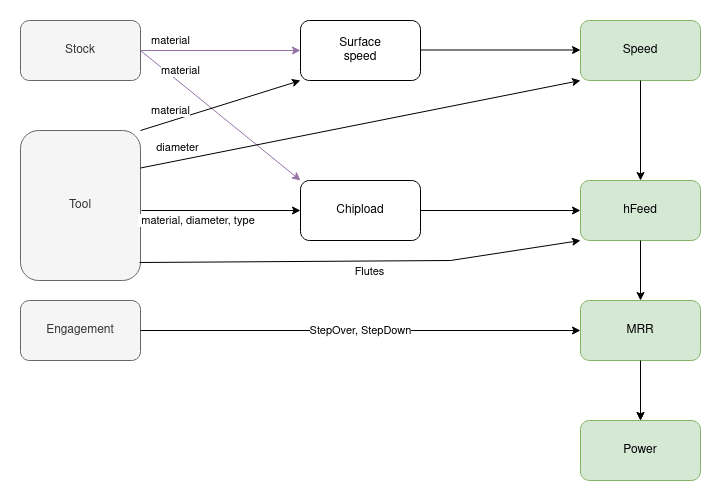 Stock
material
Surface
speed
Speed
material
material
diameter
Tool
Chipload
hFeed
material, diameter, type
Flutes
Engagement
StepOver, StepDown
MRR
Power